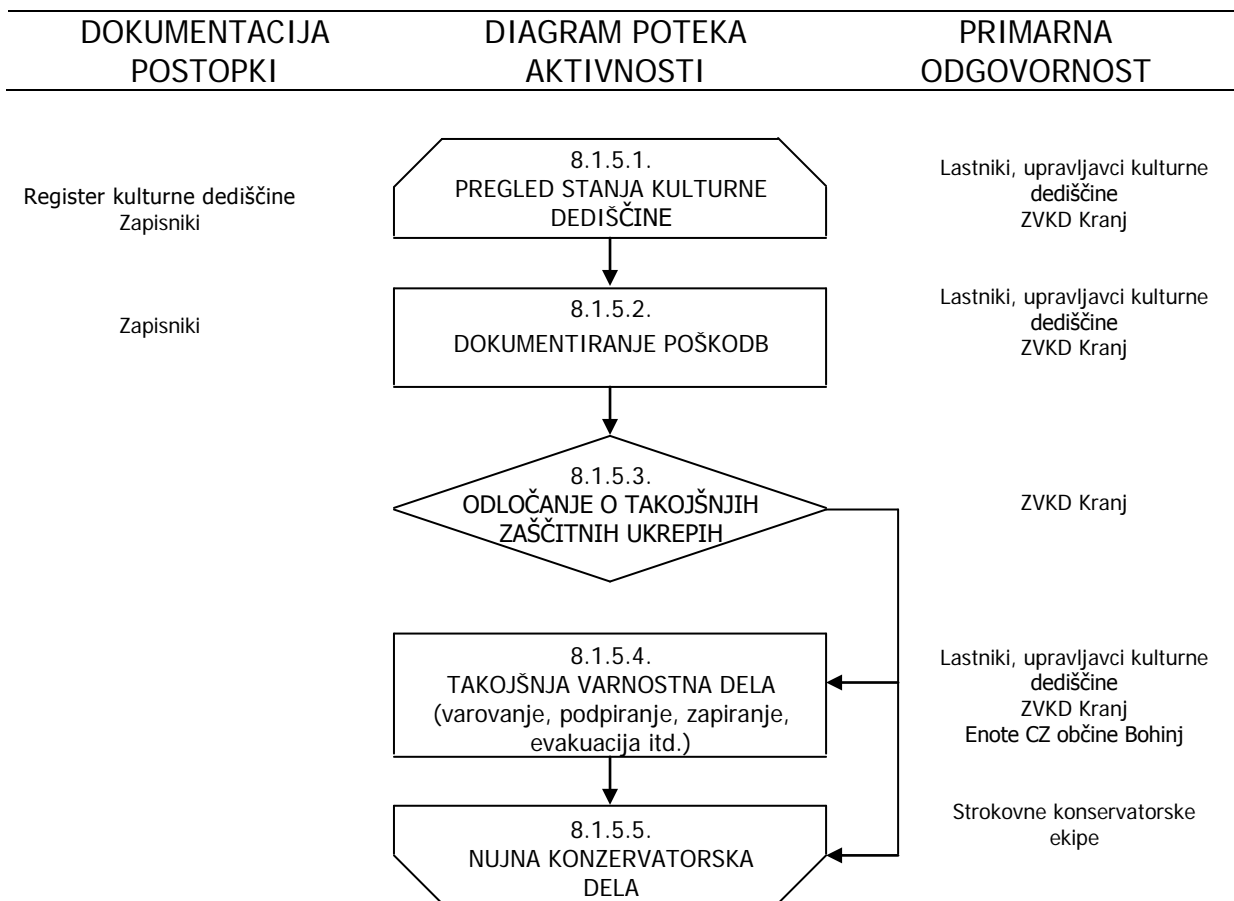 DOKUMENTACIJA
POSTOPKI
DIAGRAM POTEKA
AKTIVNOSTI
PRIMARNA
ODGOVORNOST
Register kulturne dediščine
Zapisniki
8.1.5.1.
PREGLED STANJA KULTURNE
DEDIŠČINE
Lastniki, upravljavci kulturne
dediščine
ZVKD Kranj
Zapisniki
8.1.5.2.
DOKUMENTIRANJE POŠKODB
Lastniki, upravljavci kulturne
dediščine
ZVKD Kranj
8.1.5.3.
ODLOČANJE O TAKOJŠNJIH
ZAŠČITNIH UKREPIH
ZVKD Kranj
8.1.5.4.
TAKOJŠNJA VARNOSTNA DELA
(varovanje, podpiranje, zapiranje,
evakuacija itd.)
Lastniki, upravljavci kulturne
dediščine
ZVKD Kranj
Enote CZ občine Bohinj
8.1.5.5.
NUJNA KONZERVATORSKA
DELA
Strokovne konservatorske
ekipe